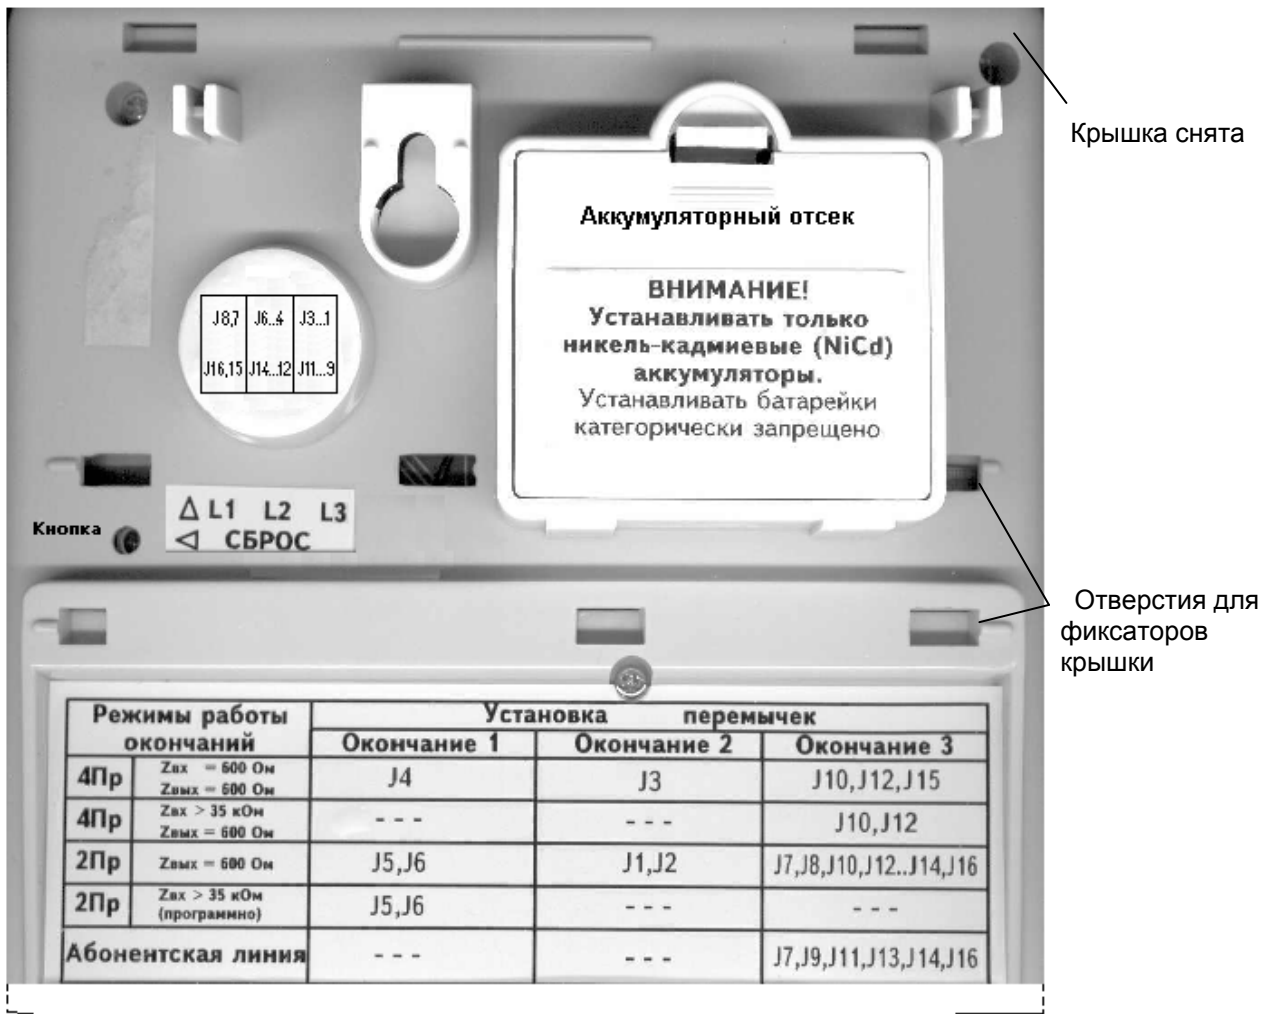 Крышка снята
Аккумуляторный отсек
ВНИМАНИЕ!
Устанавливать только
никель-кадмиевые (NiCd)
аккумуляторы.
Устанавливать батарейки
категорически запрещено
J8,7 J6..4 J3...1
J16,15 J14...12 J11...9
Кнопка
△ L1 L2 L3
◁ СБРОС
Отверстия для
фиксаторов
крышки
Режимы работы окончаний Установка перемычек
Окончание 1 Окончание 2 Окончание 3
4Пр Zвх = 600 Ом J4 J3 J10,J12,J15
Zвых = 600 Ом
4Пр Zвх > 35 кОм - - - - - - J10,J12
Zвых = 600 Ом
2Пр Zвых = 600 Ом J5,J6 J1,J2 J7,J8,J10,J12..J14,J16
2Пр Zвх > 35 кОм J5,J6 - - - - - -
(программно)
Абонентская линия - - - - - - J7,J9,J11,J13,J14,J16